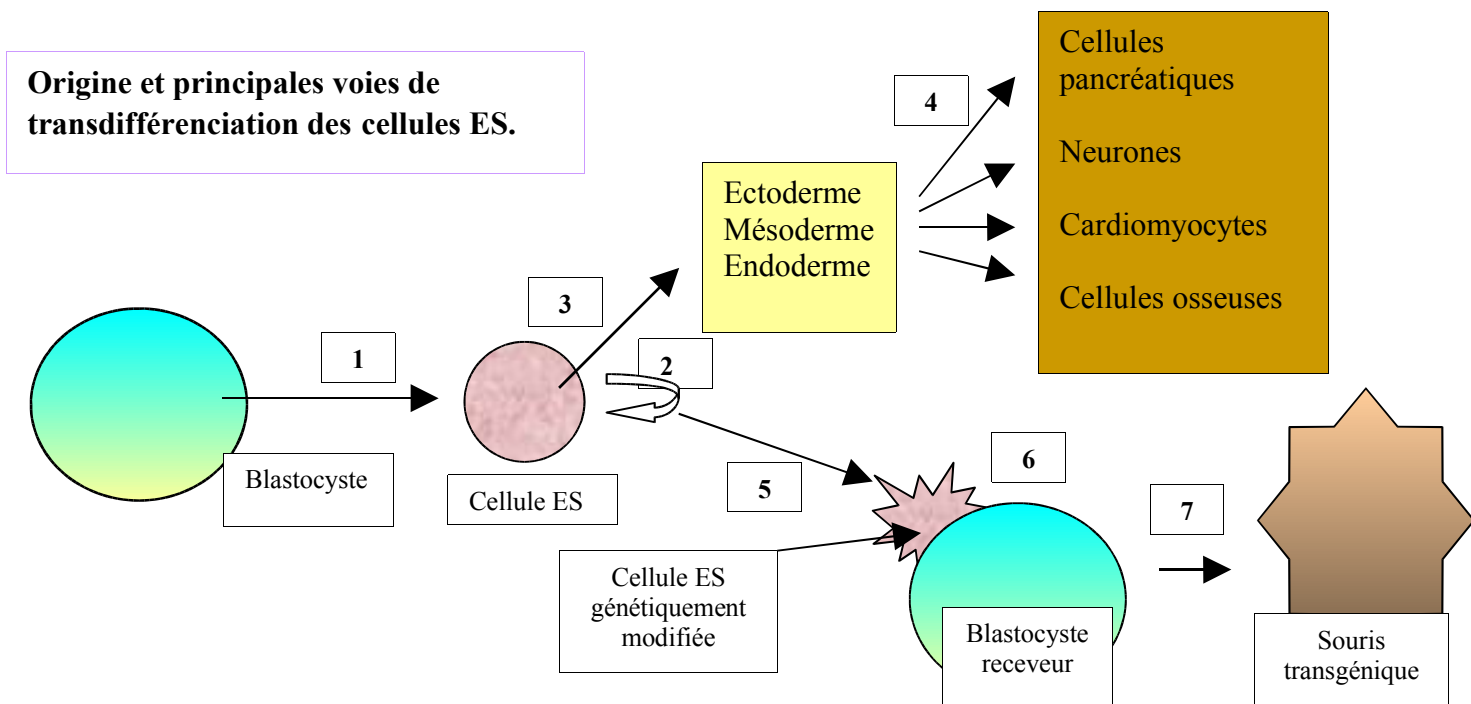 Origine et principales voies de
transdifférenciation des cellules ES.
Cellules
pancréatiques
Neurones
Cardiomyocytes
Cellules osseuses
4
Ectoderme
Mésoderme
Endoderme
3
1
2
Blastocyste
Cellule ES
5
6
7
Cellule ES
génétiquement
modifiée
Blastocyste
receveur
Souris
transgénique